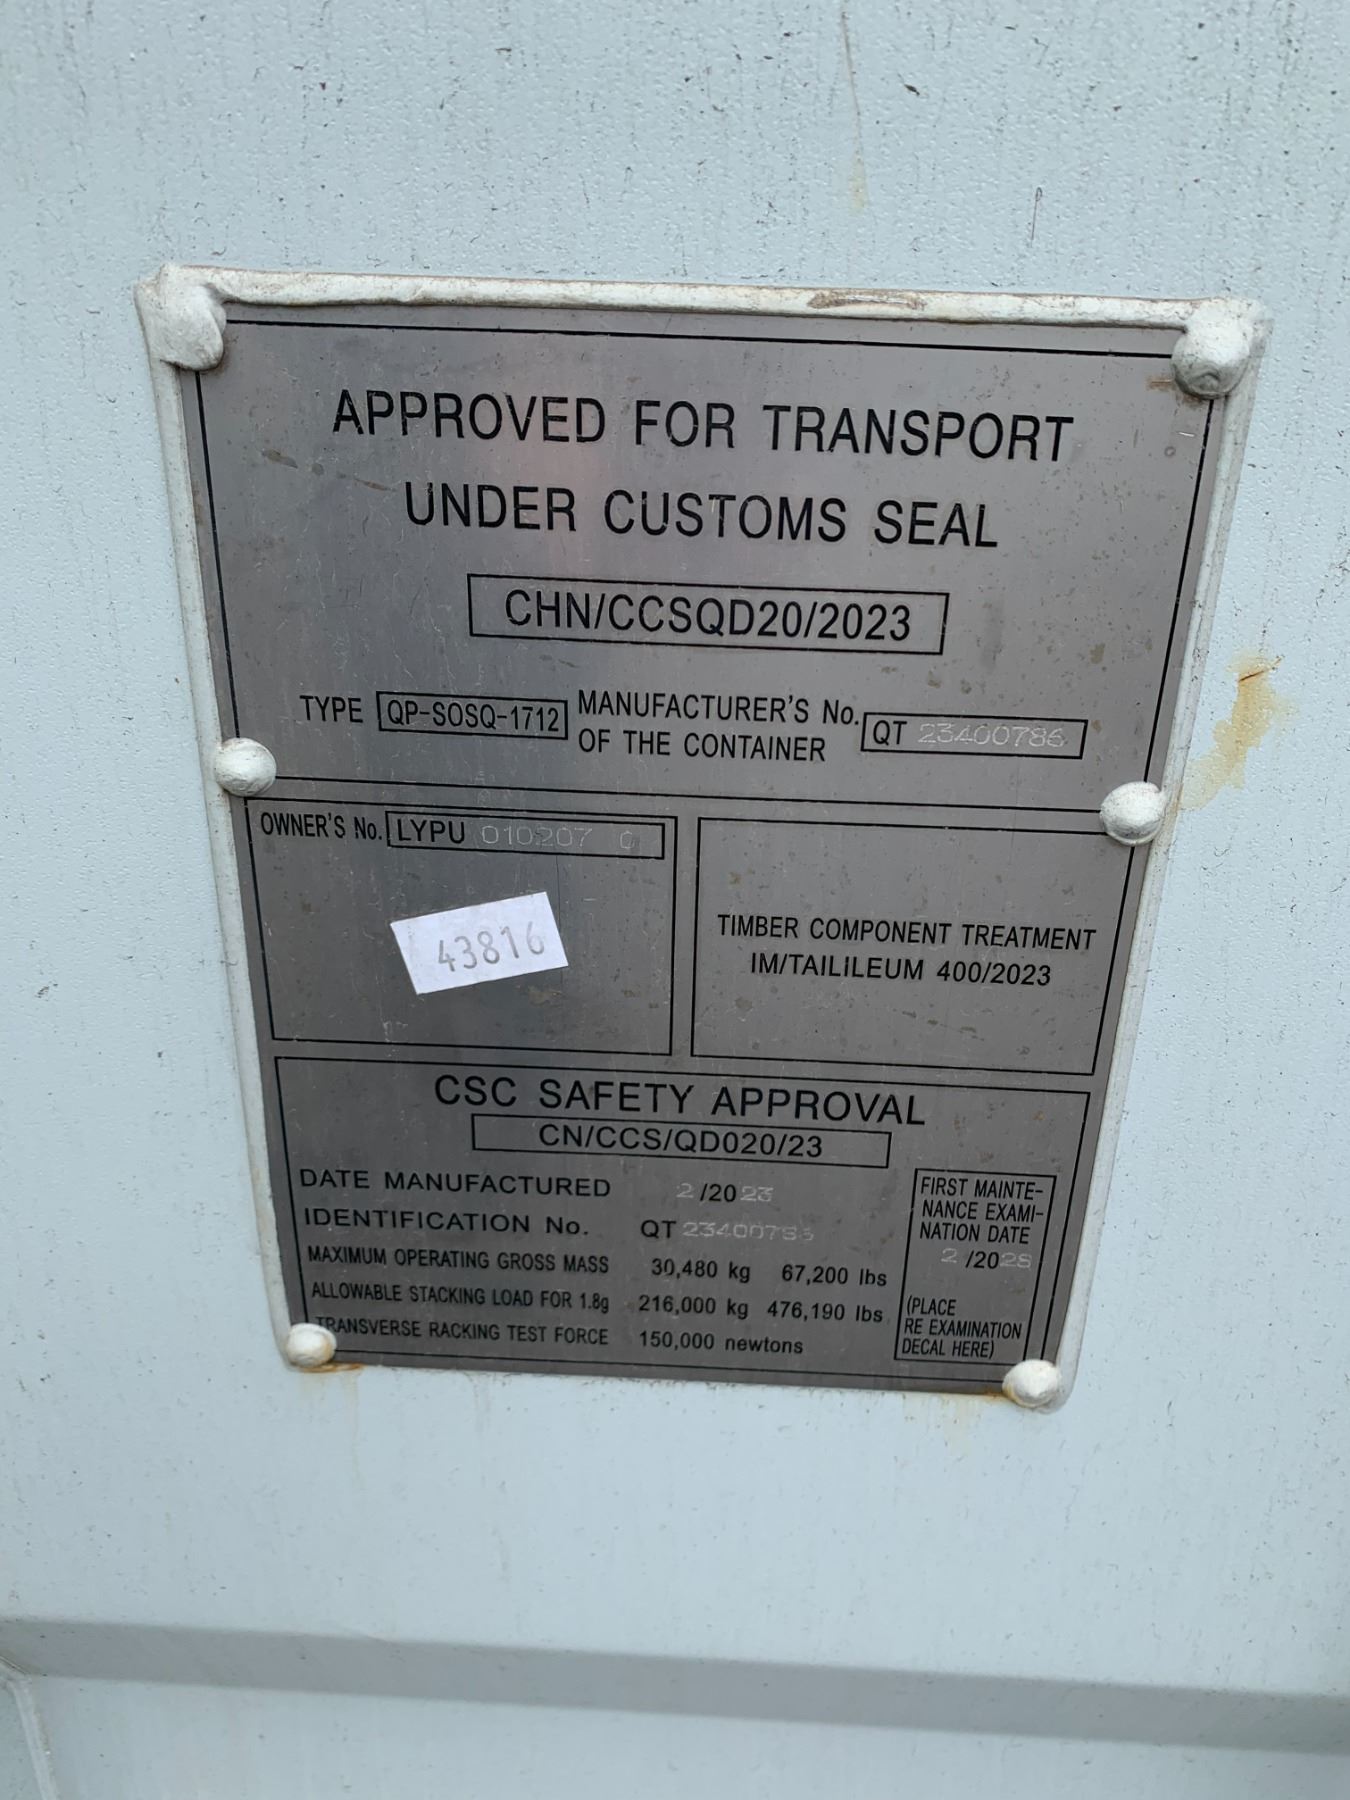 APPROVED FOR TRANSPORT
UNDER CUSTOMS SEAL
CHN/CCSQD20/2023
TYPE QP-SOSQ-1712 MANUFACTURER'S No. OF THE CONTAINER QT 23400786
OWNER'S No. LYPU 010207 0
43816
TIMBER COMPONENT TREATMENT
IM/TAILILEUM 400/2023
CSC SAFETY APPROVAL
CN/CCS/QD020/23
DATE MANUFACTURED 2/2023
IDENTIFICATION No. QT 23400786
MAXIMUM OPERATING GROSS MASS 30,480 kg 67,200 lbs
ALLOWABLE STACKING LOAD FOR 1.8g 216,000 kg 476,190 lbs
TRANSVERSE RACKING TEST FORCE 150,000 newtons
FIRST MAINTE-
NANCE EXAMI-
NATION DATE
2/2028
(PLACE
RE EXAMINATION
DECAL HERE)